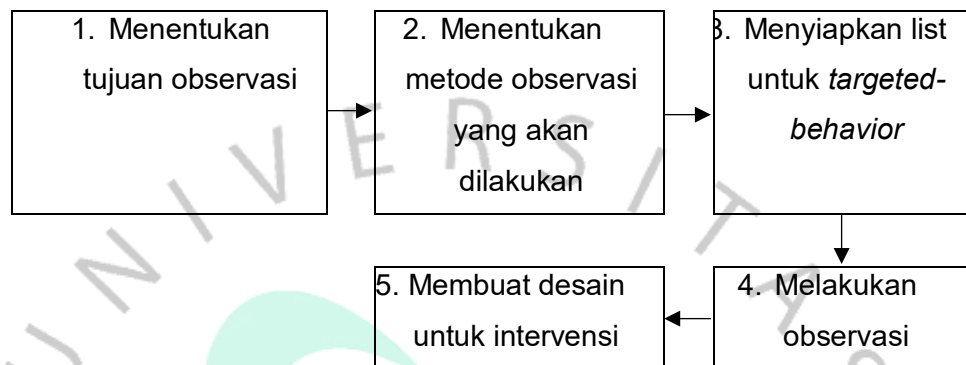 1. Menentukan
tujuan observasi
2. Menentukan
metode observasi
yang akan
dilakukan
3. Menyiapkan list
untuk targeted-
behavior
4. Melakukan
observasi
5. Membuat desain
untuk intervensi
UNIVERSITAS